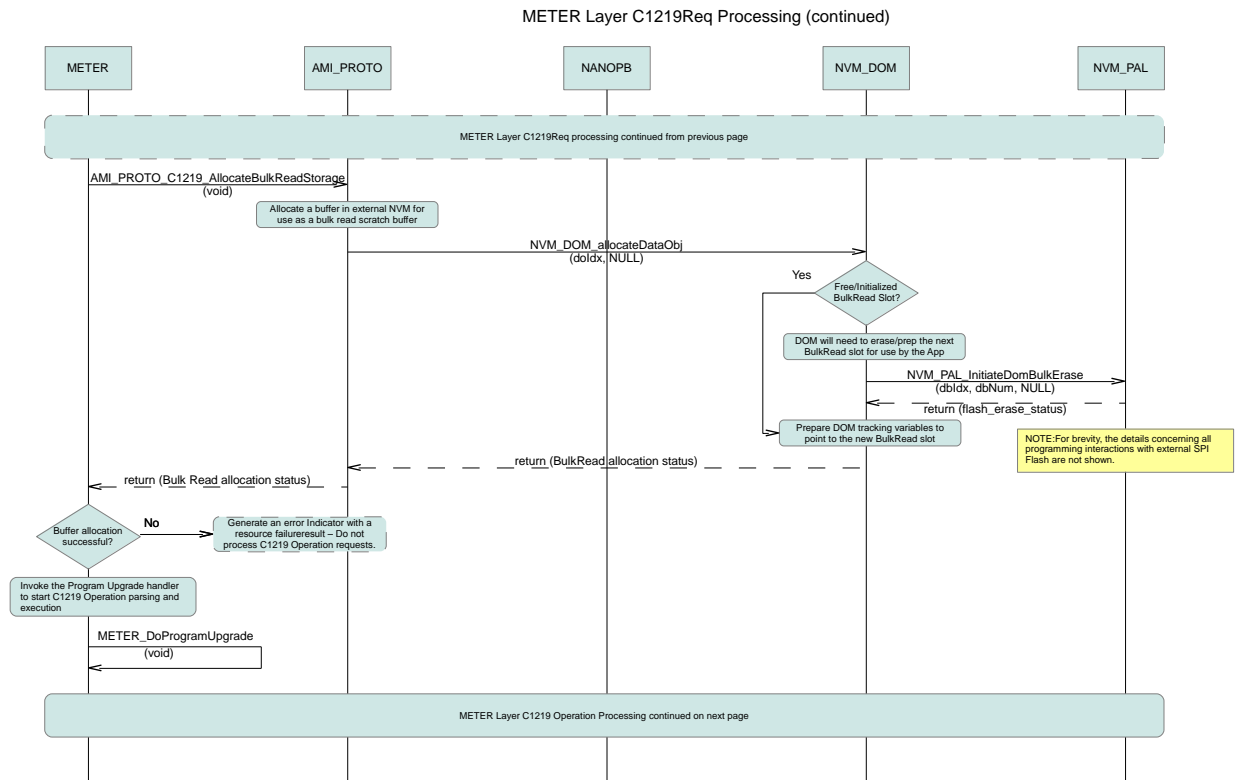 METER Layer C1219Req Processing (continued)
METER
AMI_PROTO
NANOPB
NVM_DOM
NVM_PAL
METER Layer C1219Req processing continued from previous page
AMI_PROTO_C1219_AllocateBulkReadStorage
(void)
Allocate a buffer in external NVM for
use as a bulk read scratch buffer
NVM_DOM_allocateDataObj
(doIdx, NULL)
Yes
Free/Initialized
BulkRead Slot?
DOM will need to erase/prep the next
BulkRead slot for use by the App
NVM_PAL_InitiateDomBulkErase
(dbIdx, dbNum, NULL)
return (flash_erase_status)
Prepare DOM tracking variables to
point to the new BulkRead slot
NOTE:For brevity, the details concerning all
programming interactions with external SPI
Flash are not shown.
return (BulkRead allocation status)
return (Bulk Read allocation status)
Buffer allocation
successful?
No
Generate an error Indicator with a
resource failureresult – Do not
process C1219 Operation requests.
Invoke the Program Upgrade handler
to start C1219 Operation parsing and
execution
METER_DoProgramUpgrade
(void)
METER Layer C1219 Operation Processing continued on next page